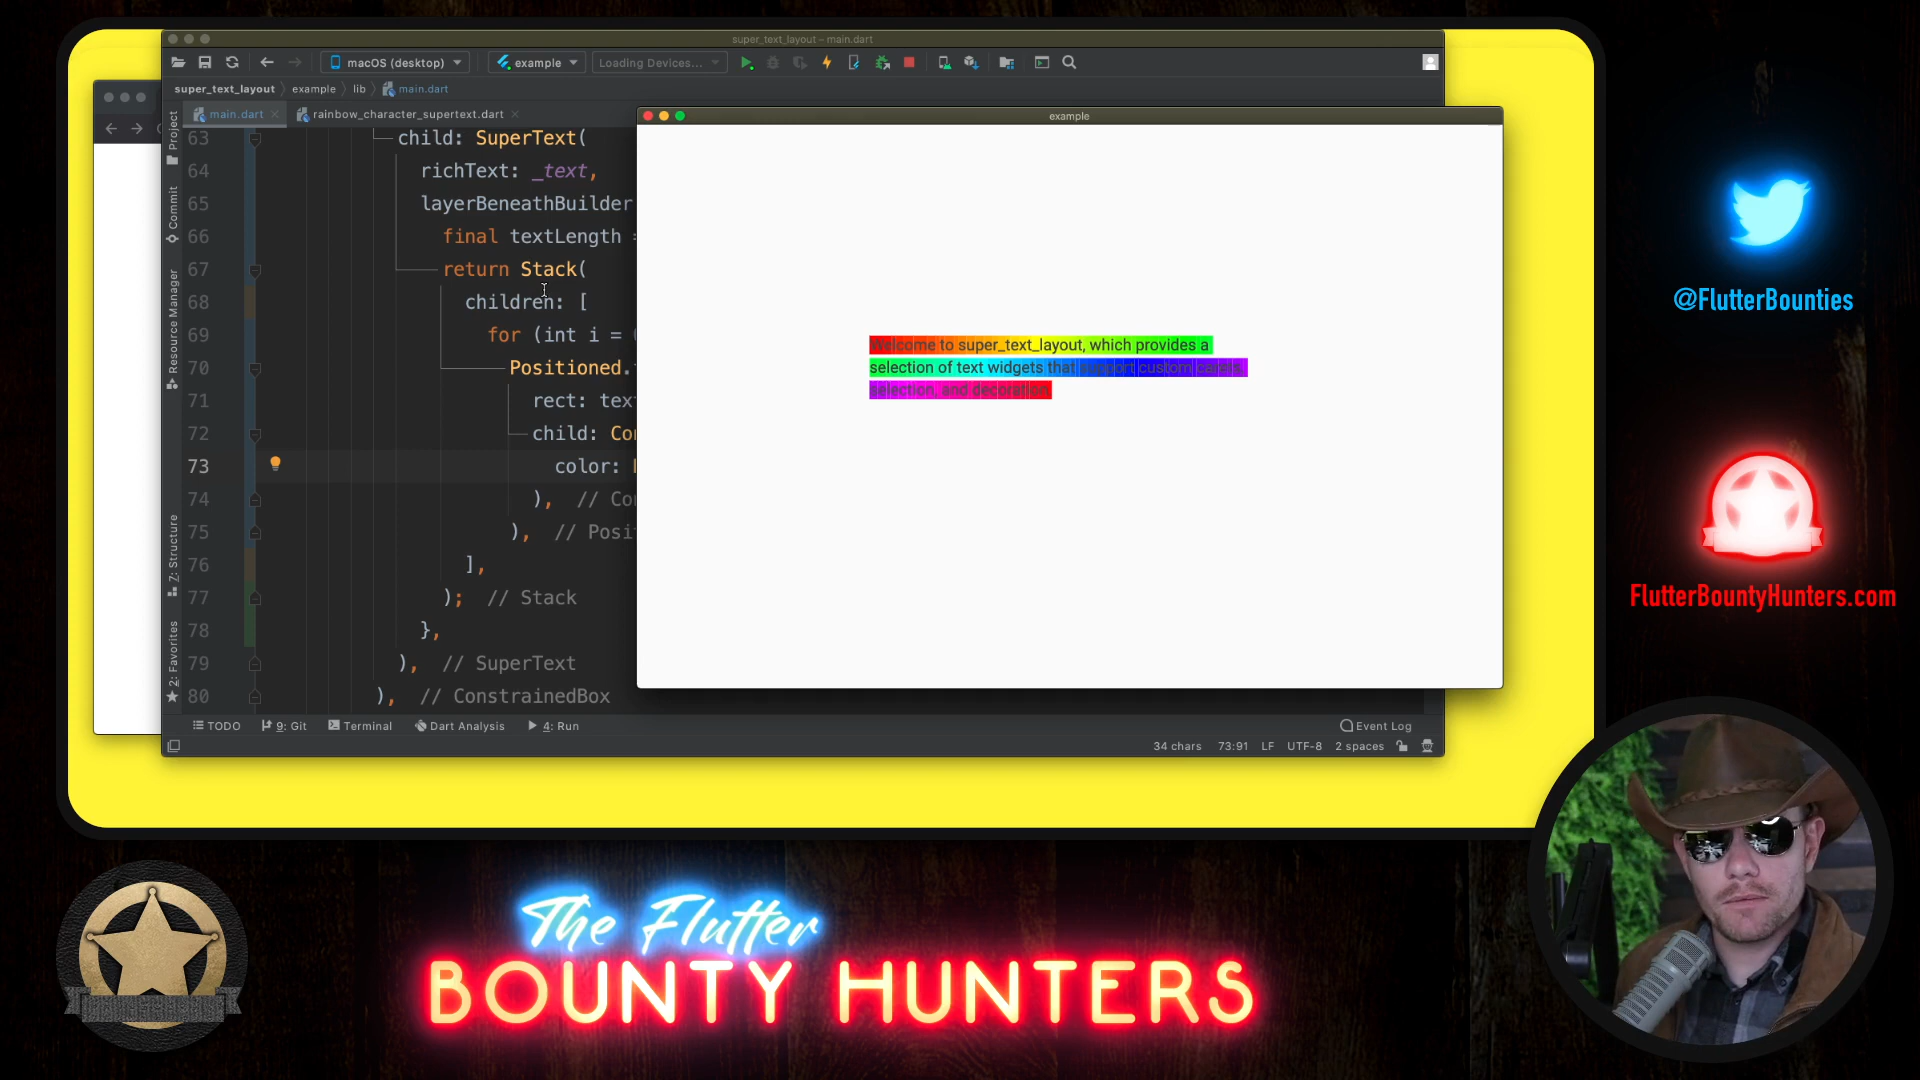 super_text_layout – main.dart
macOS (desktop)
example
Loading Devices...
super_text_layout
example
lib
main.dart
main.dart
rainbow_character_supertext.dart
Project
Commit
Resource Manager
7: Structure
2: Favorites
63 child: SuperText(
64 richText: _text,
65 layerBeneathBuilder
66 final textLength =
67 return Stack(
68 children: [
69 for (int i =
70 Positioned.
71 rect:
72 child:
73 color:
74 ), //
75 ), //
76 ],
77 ); // Stack
78 },
79 ), // SuperText
80 ), // ConstrainedBox
example
Welcome to super_text_layout, which provides a
selection of text widgets that support custom carets,
selection, and decoration.
TODO
9: Git
Terminal
Dart Analysis
4: Run
Event Log
34 chars
73:91
LF
UTF-8
2 spaces
@FlutterBounties
FlutterBountyHunters.com
The Flutter
BOUNTY HUNTERS